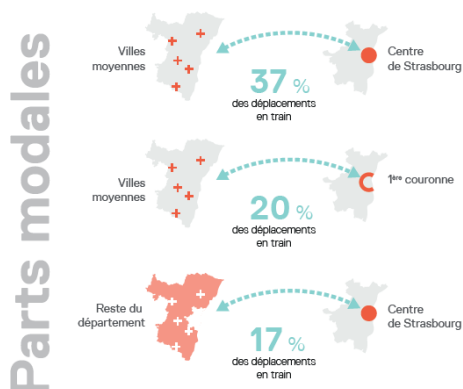 Parts modales
Villes
moyennes
Centre
de Strasbourg
37 %
des déplacements
en train
Villes
moyennes
1ère couronne
20 %
des déplacements
en train
Reste du
département
Centre
de Strasbourg
17 %
des déplacements
en train